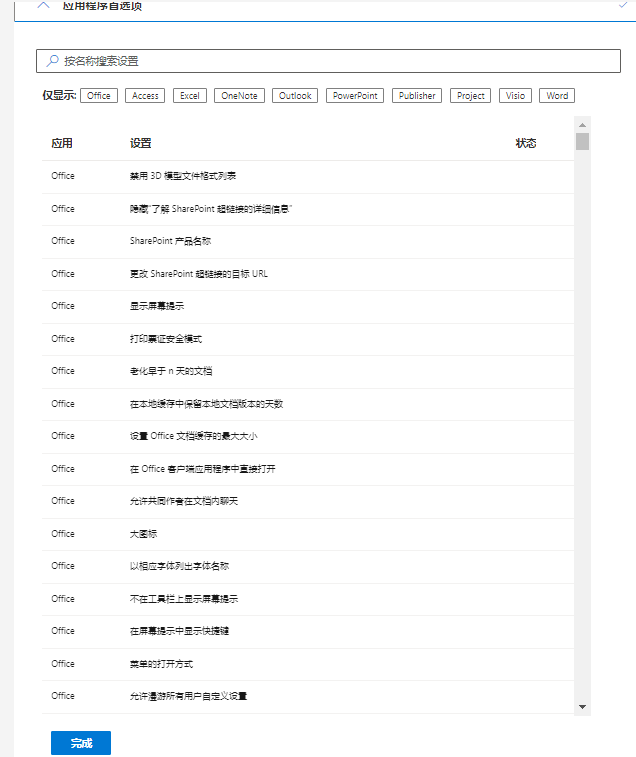 应用程序首选项
按名称搜索设置
仅显示: Office Access Excel OneNote Outlook PowerPoint Publisher Project Visio Word
应用 设置 状态
Office 禁用 3D 模型文件格式列表
Office 隐藏“了解 SharePoint 超链接的详细信息”
Office SharePoint 产品名称
Office 更改 SharePoint 超链接的目标 URL
Office 显示屏幕提示
Office 打印票证安全模式
Office 老化早于 n 天的文档
Office 在本地缓存中保留本地文档版本的天数
Office 设置 Office 文档缓存的最大大小
Office 在 Office 客户端应用程序中直接打开
Office 允许共同作者在文档内聊天
Office 大图标
Office 以相应字体列出字体名称
Office 不在工具栏上显示屏幕提示
Office 在屏幕提示中显示快捷键
Office 菜单的打开方式
Office 允许漫游所有用户自定义设置
完成